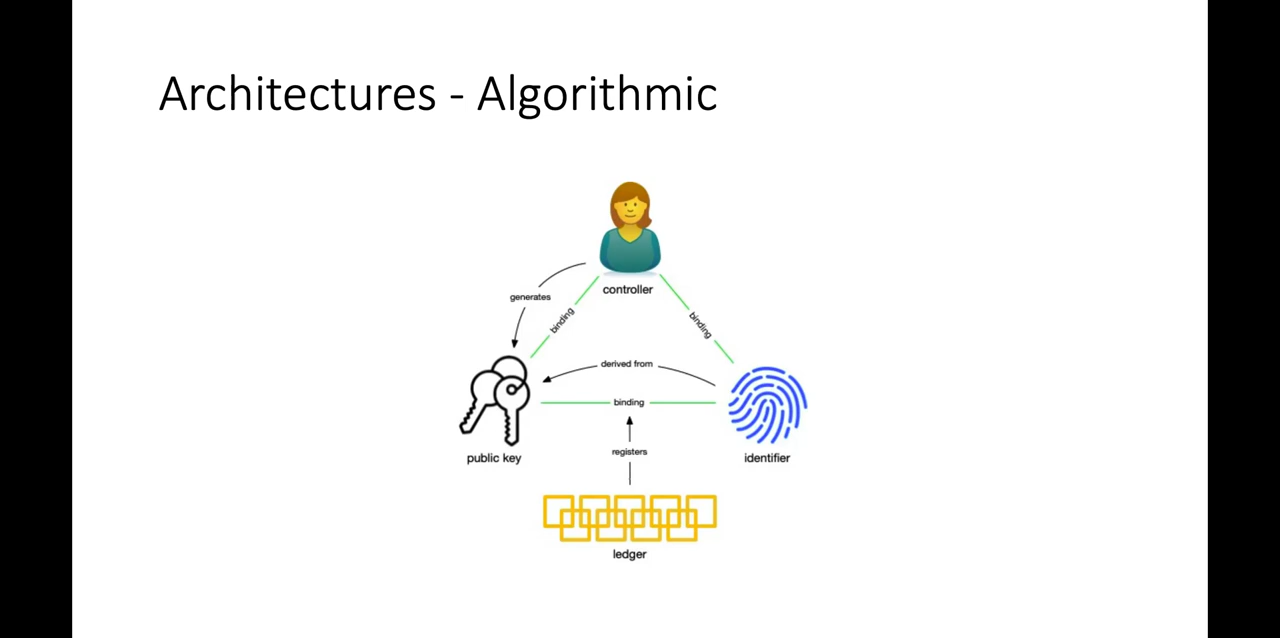 Architectures - Algorithmic
controller
generates
binding
binding
derived from
binding
registers
public key
identifier
ledger